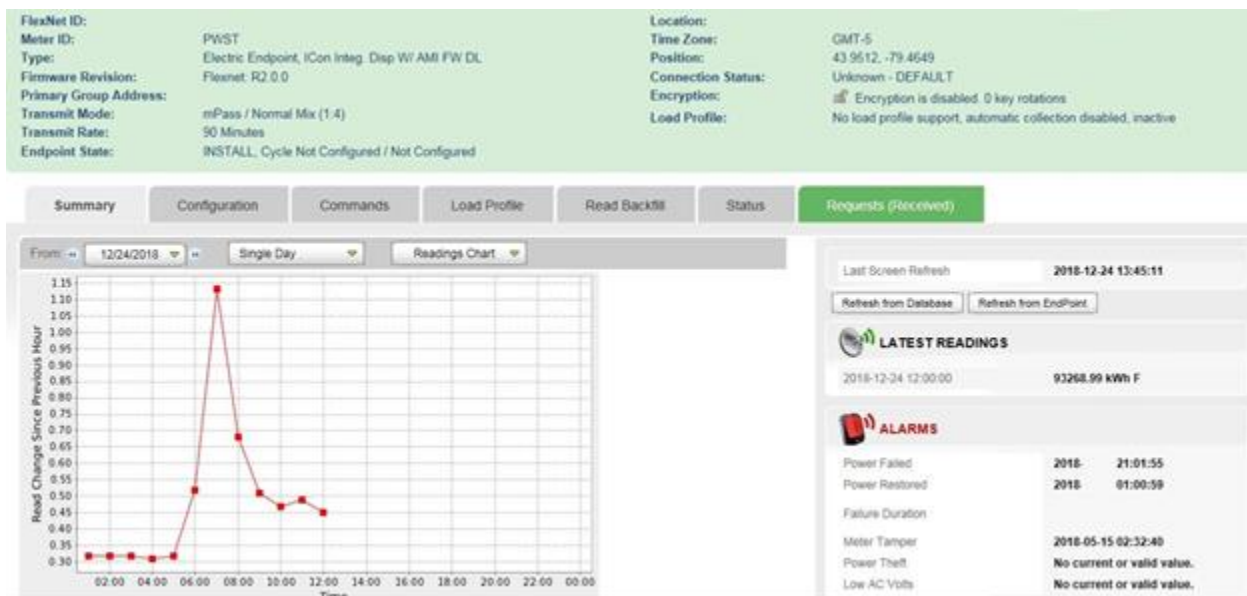 FlexNet ID:
Meter ID: PWST
Type: Electric Endpoint, ICon Integ. Disp W/ AMI FW DL
Firmware Revision: Flexnet: R2.0.0
Primary Group Address:
Transmit Mode: mPass / Normal Mix (1:4)
Transmit Rate: 90 Minutes
Endpoint State: INSTALL, Cycle Not Configured / Not Configured
Location:
Time Zone: GMT-5
Position: 43.9512, -79.4649
Connection Status: Unknown - DEFAULT
Encryption: Encryption is disabled. 0 key rotations
Load Profile: No load profile support, automatic collection disabled, inactive
Summary Configuration Commands Load Profile Read Backfill Status Requests (Received)
From: 12/24/2018 Single Day Readings Chart
Read Change Since Previous Hour
1.15
1.10
1.05
1.00
0.95
0.90
0.85
0.80
0.75
0.70
0.65
0.60
0.55
0.50
0.45
0.40
0.35
0.30
02:00 04:00 06:00 08:00 10:00 12:00 14:00 16:00 18:00 20:00 22:00 00:00
Time
Last Screen Refresh 2018-12-24 13:45:11
Refresh from Database Refresh from EndPoint
LATEST READINGS
2018-12-24 12:00:00 93268.99 kWh F
ALARMS
Power Failed 2018- 21:01:55
Power Restored 2018 01:00:59
Failure Duration
Meter Tamper 2018-05-15 02:32:40
Power Theft No current or valid value.
Low AC Volts No current or valid value.